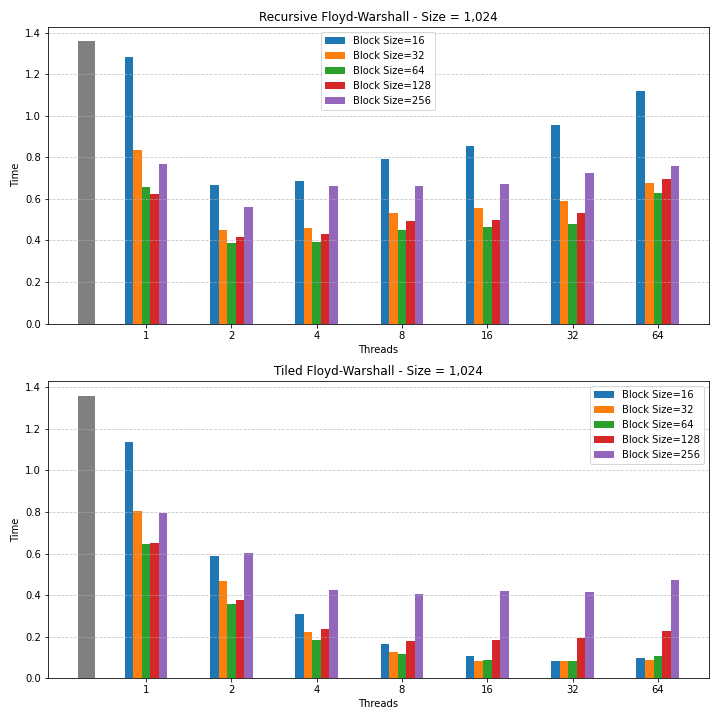 Recursive Floyd-Warshall - Size = 1,024
Time
1.4
1.2
1.0
0.8
0.6
0.4
0.2
0.0
Block Size=16
Block Size=32
Block Size=64
Block Size=128
Block Size=256
1 2 4 8 16 32 64
Threads
Tiled Floyd-Warshall - Size = 1,024
Time
1.4
1.2
1.0
0.8
0.6
0.4
0.2
0.0
Block Size=16
Block Size=32
Block Size=64
Block Size=128
Block Size=256
1 2 4 8 16 32 64
Threads